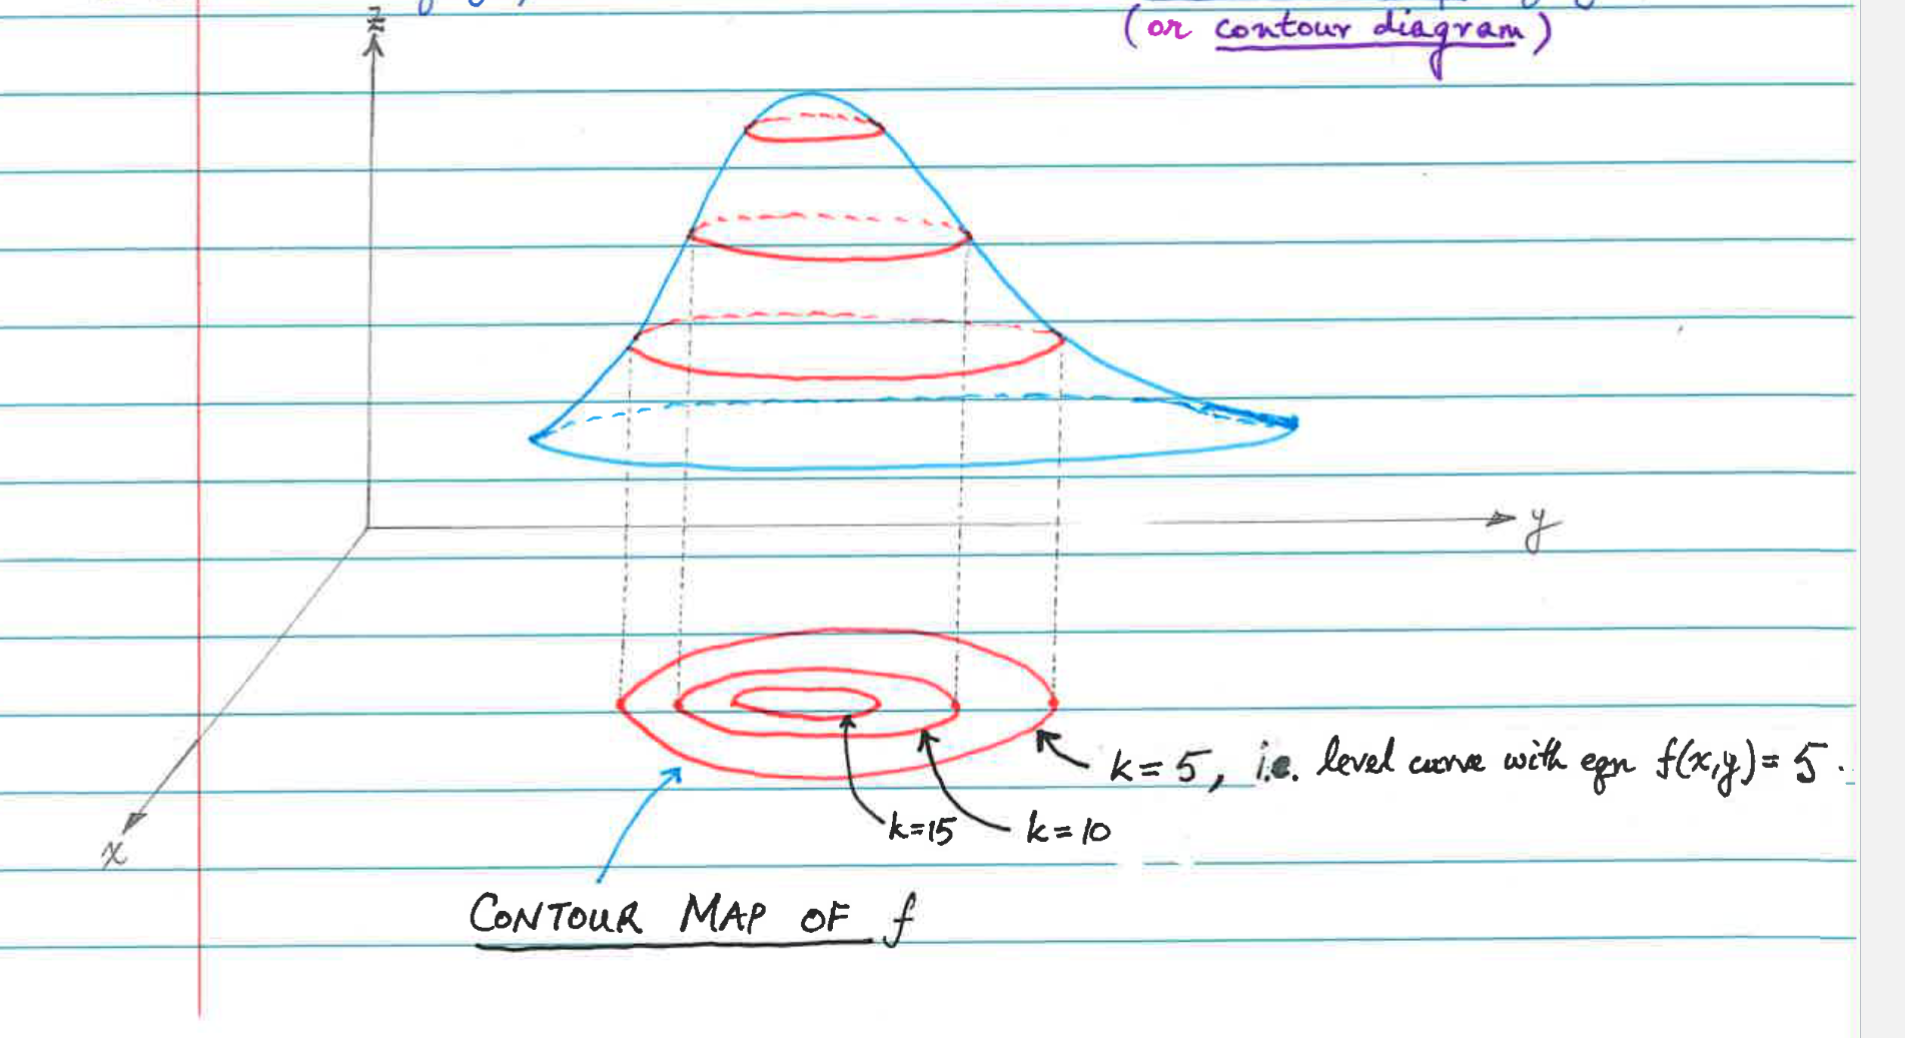 z
(or contour diagram)
y
k=5, i.e. level curve with eqn f(x,y)=5.
k=15
k=10
x
CONTOUR MAP OF f